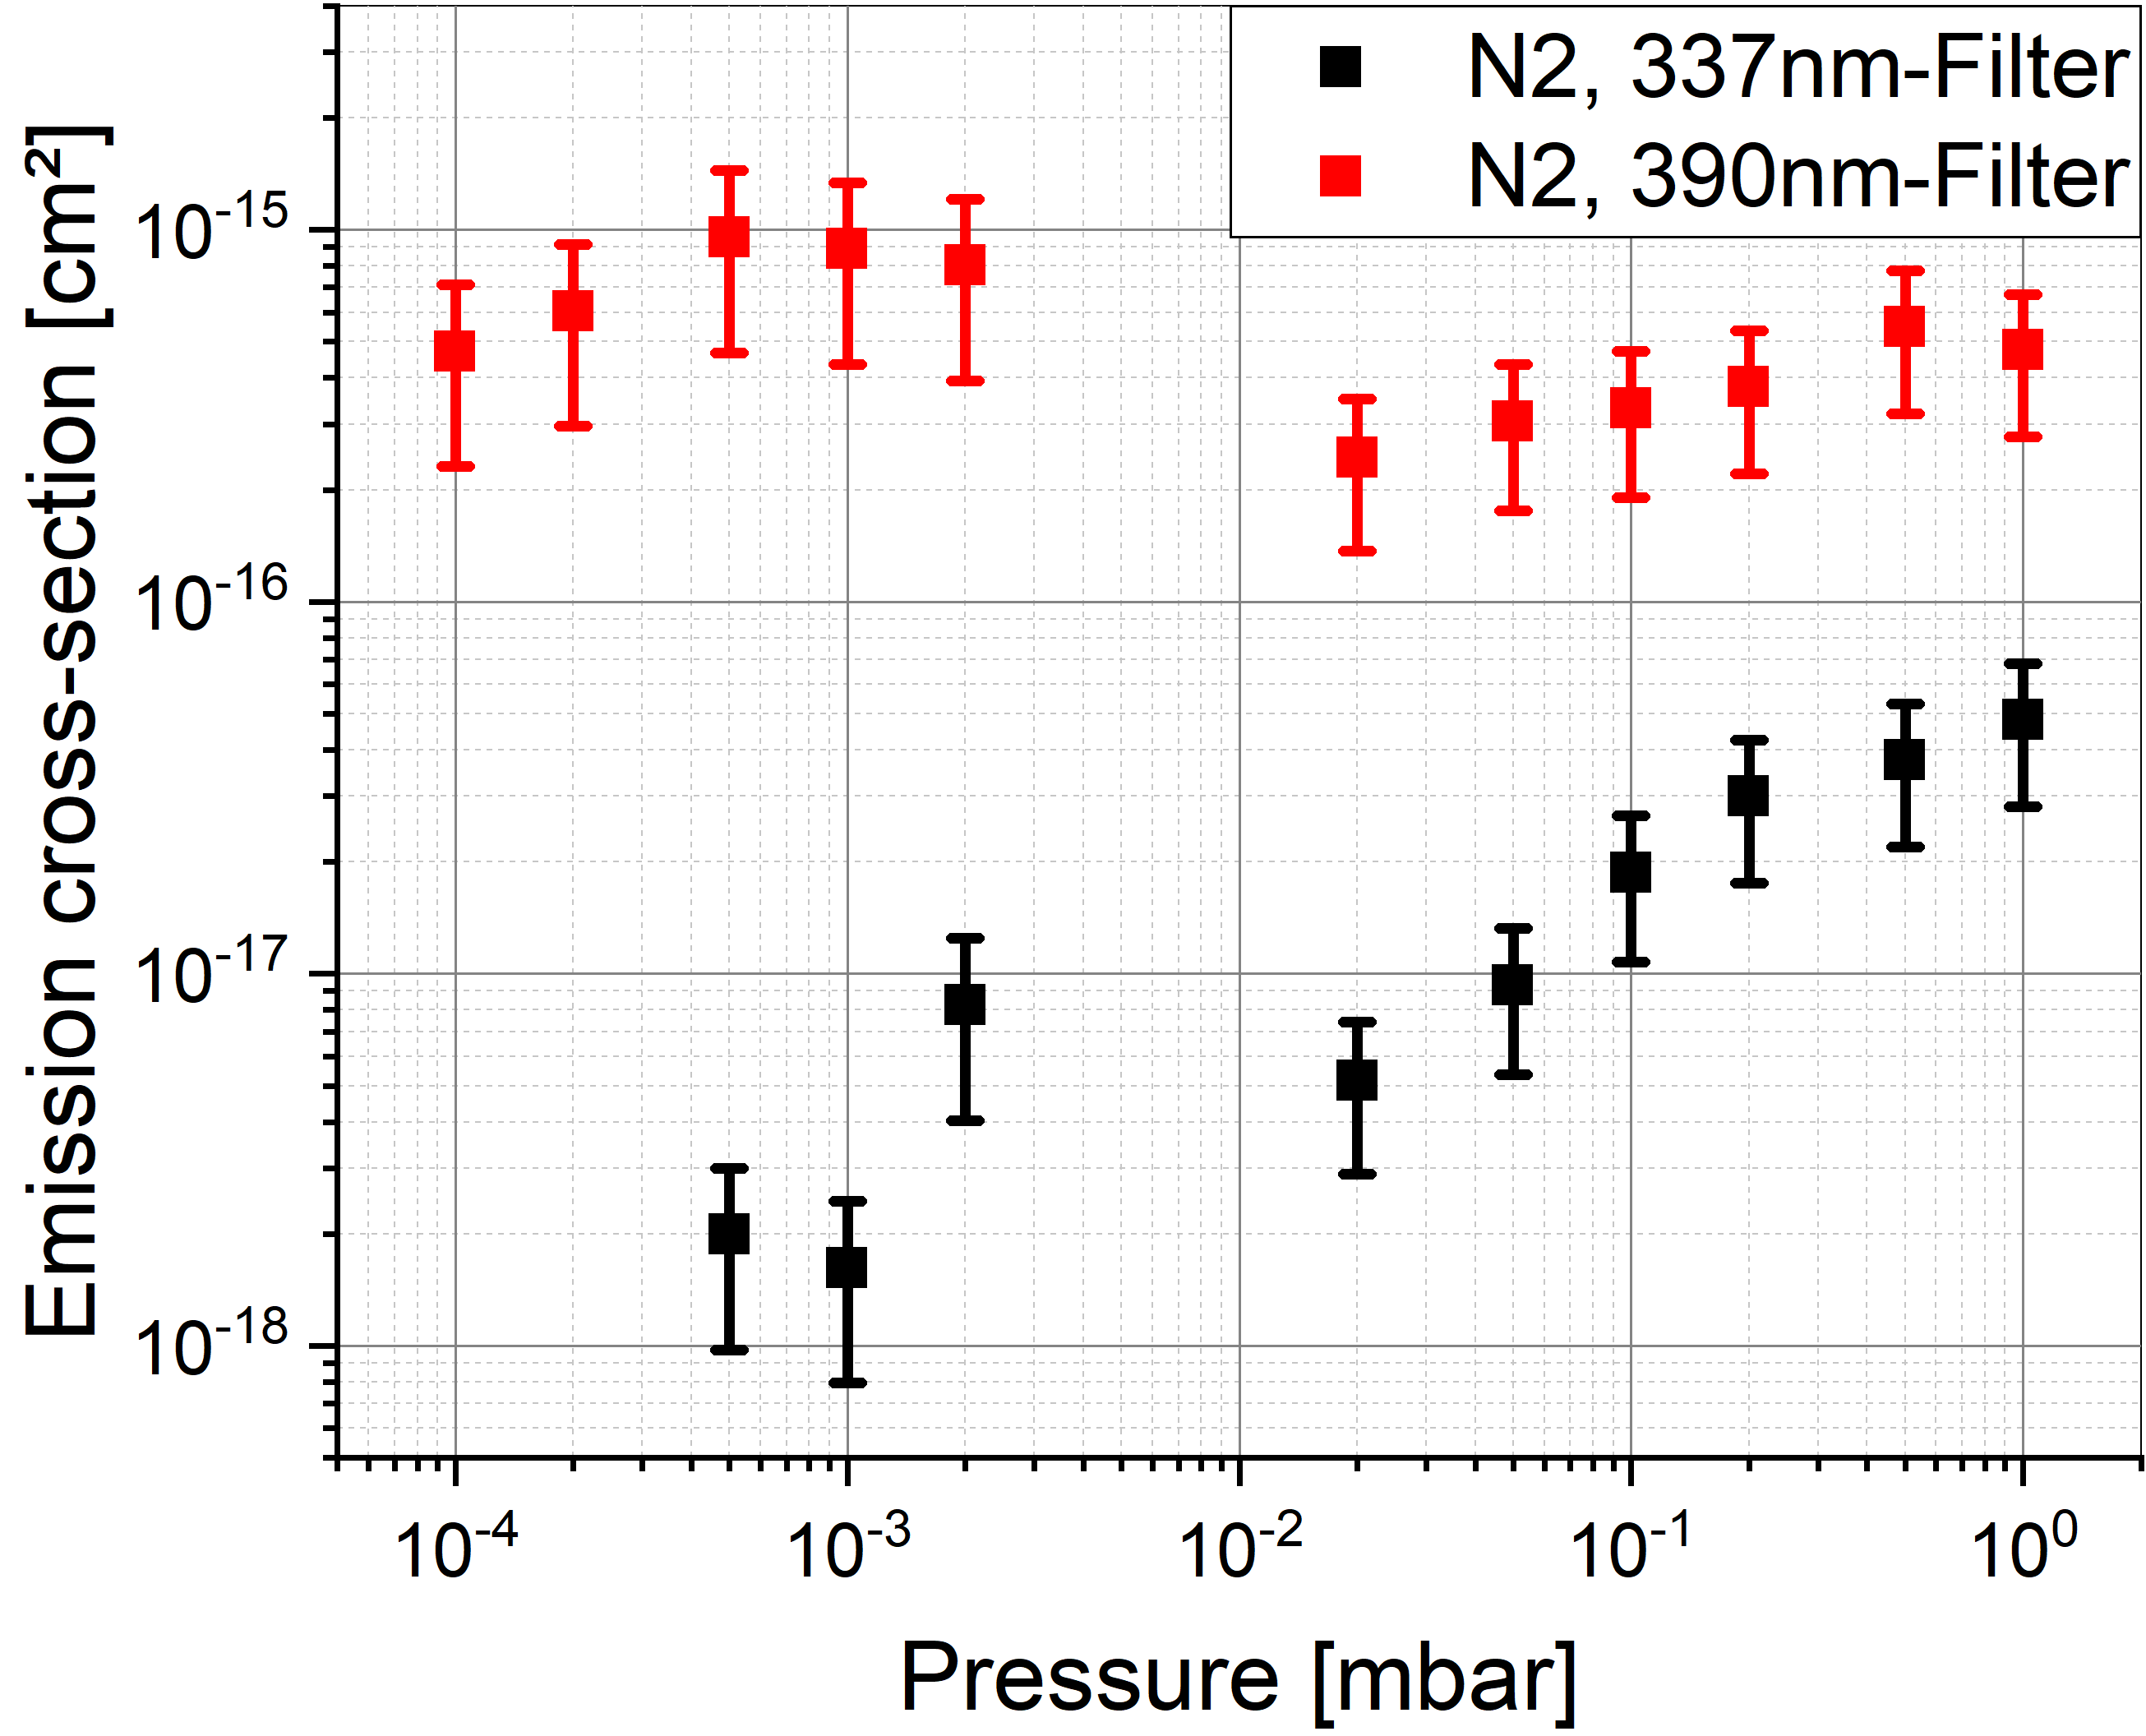 N2, 337nm-Filter
N2, 390nm-Filter
Emission cross-section [cm²]
10⁻¹⁵
10⁻¹⁶
10⁻¹⁷
10⁻¹⁸
10⁻⁴ 10⁻³ 10⁻² 10⁻¹ 10⁰
Pressure [mbar]